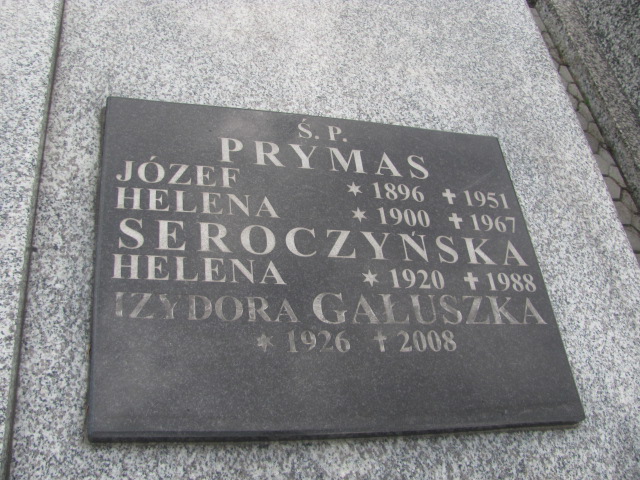 Ś. P.
PRYMAS
JÓZEF * 1896 ✝ 1951
HELENA * 1900 ✝ 1967
SEROCZYŃSKA
HELENA * 1920 ✝ 1988
IZYDORA GAŁUSZKA
* 1926 ✝ 2008